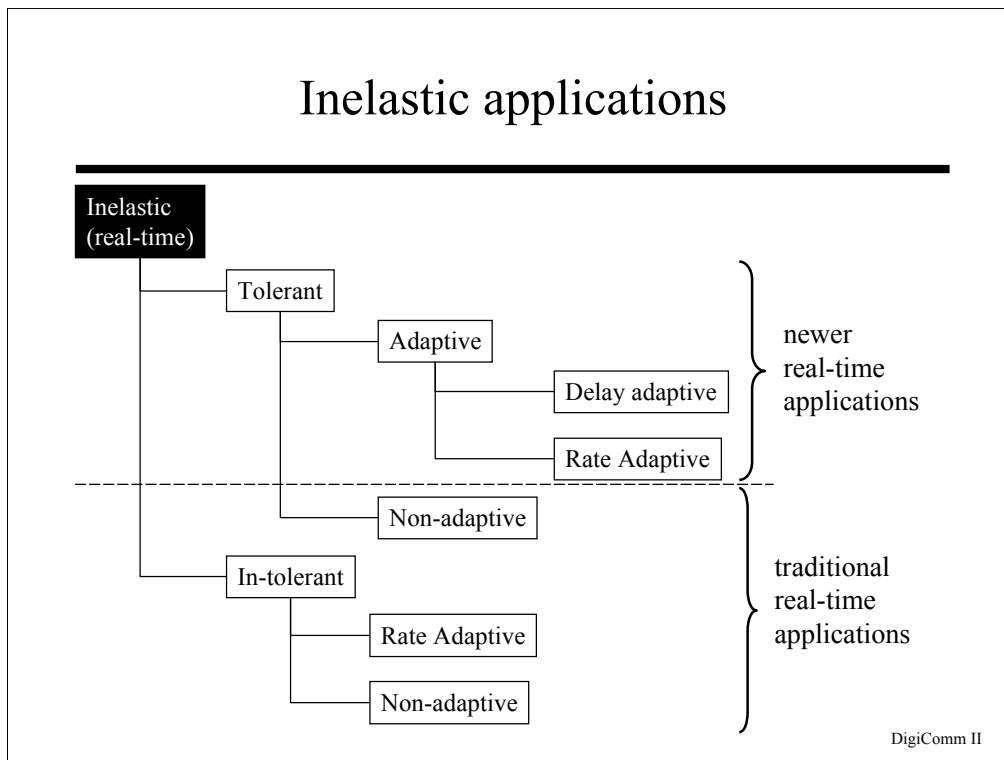 Inelastic applications
Inelastic
(real-time)
Tolerant
Adaptive
Delay adaptive
Rate Adaptive
newer
real-time
applications
Non-adaptive
In-tolerant
Rate Adaptive
Non-adaptive
traditional
real-time
applications
DigiComm II